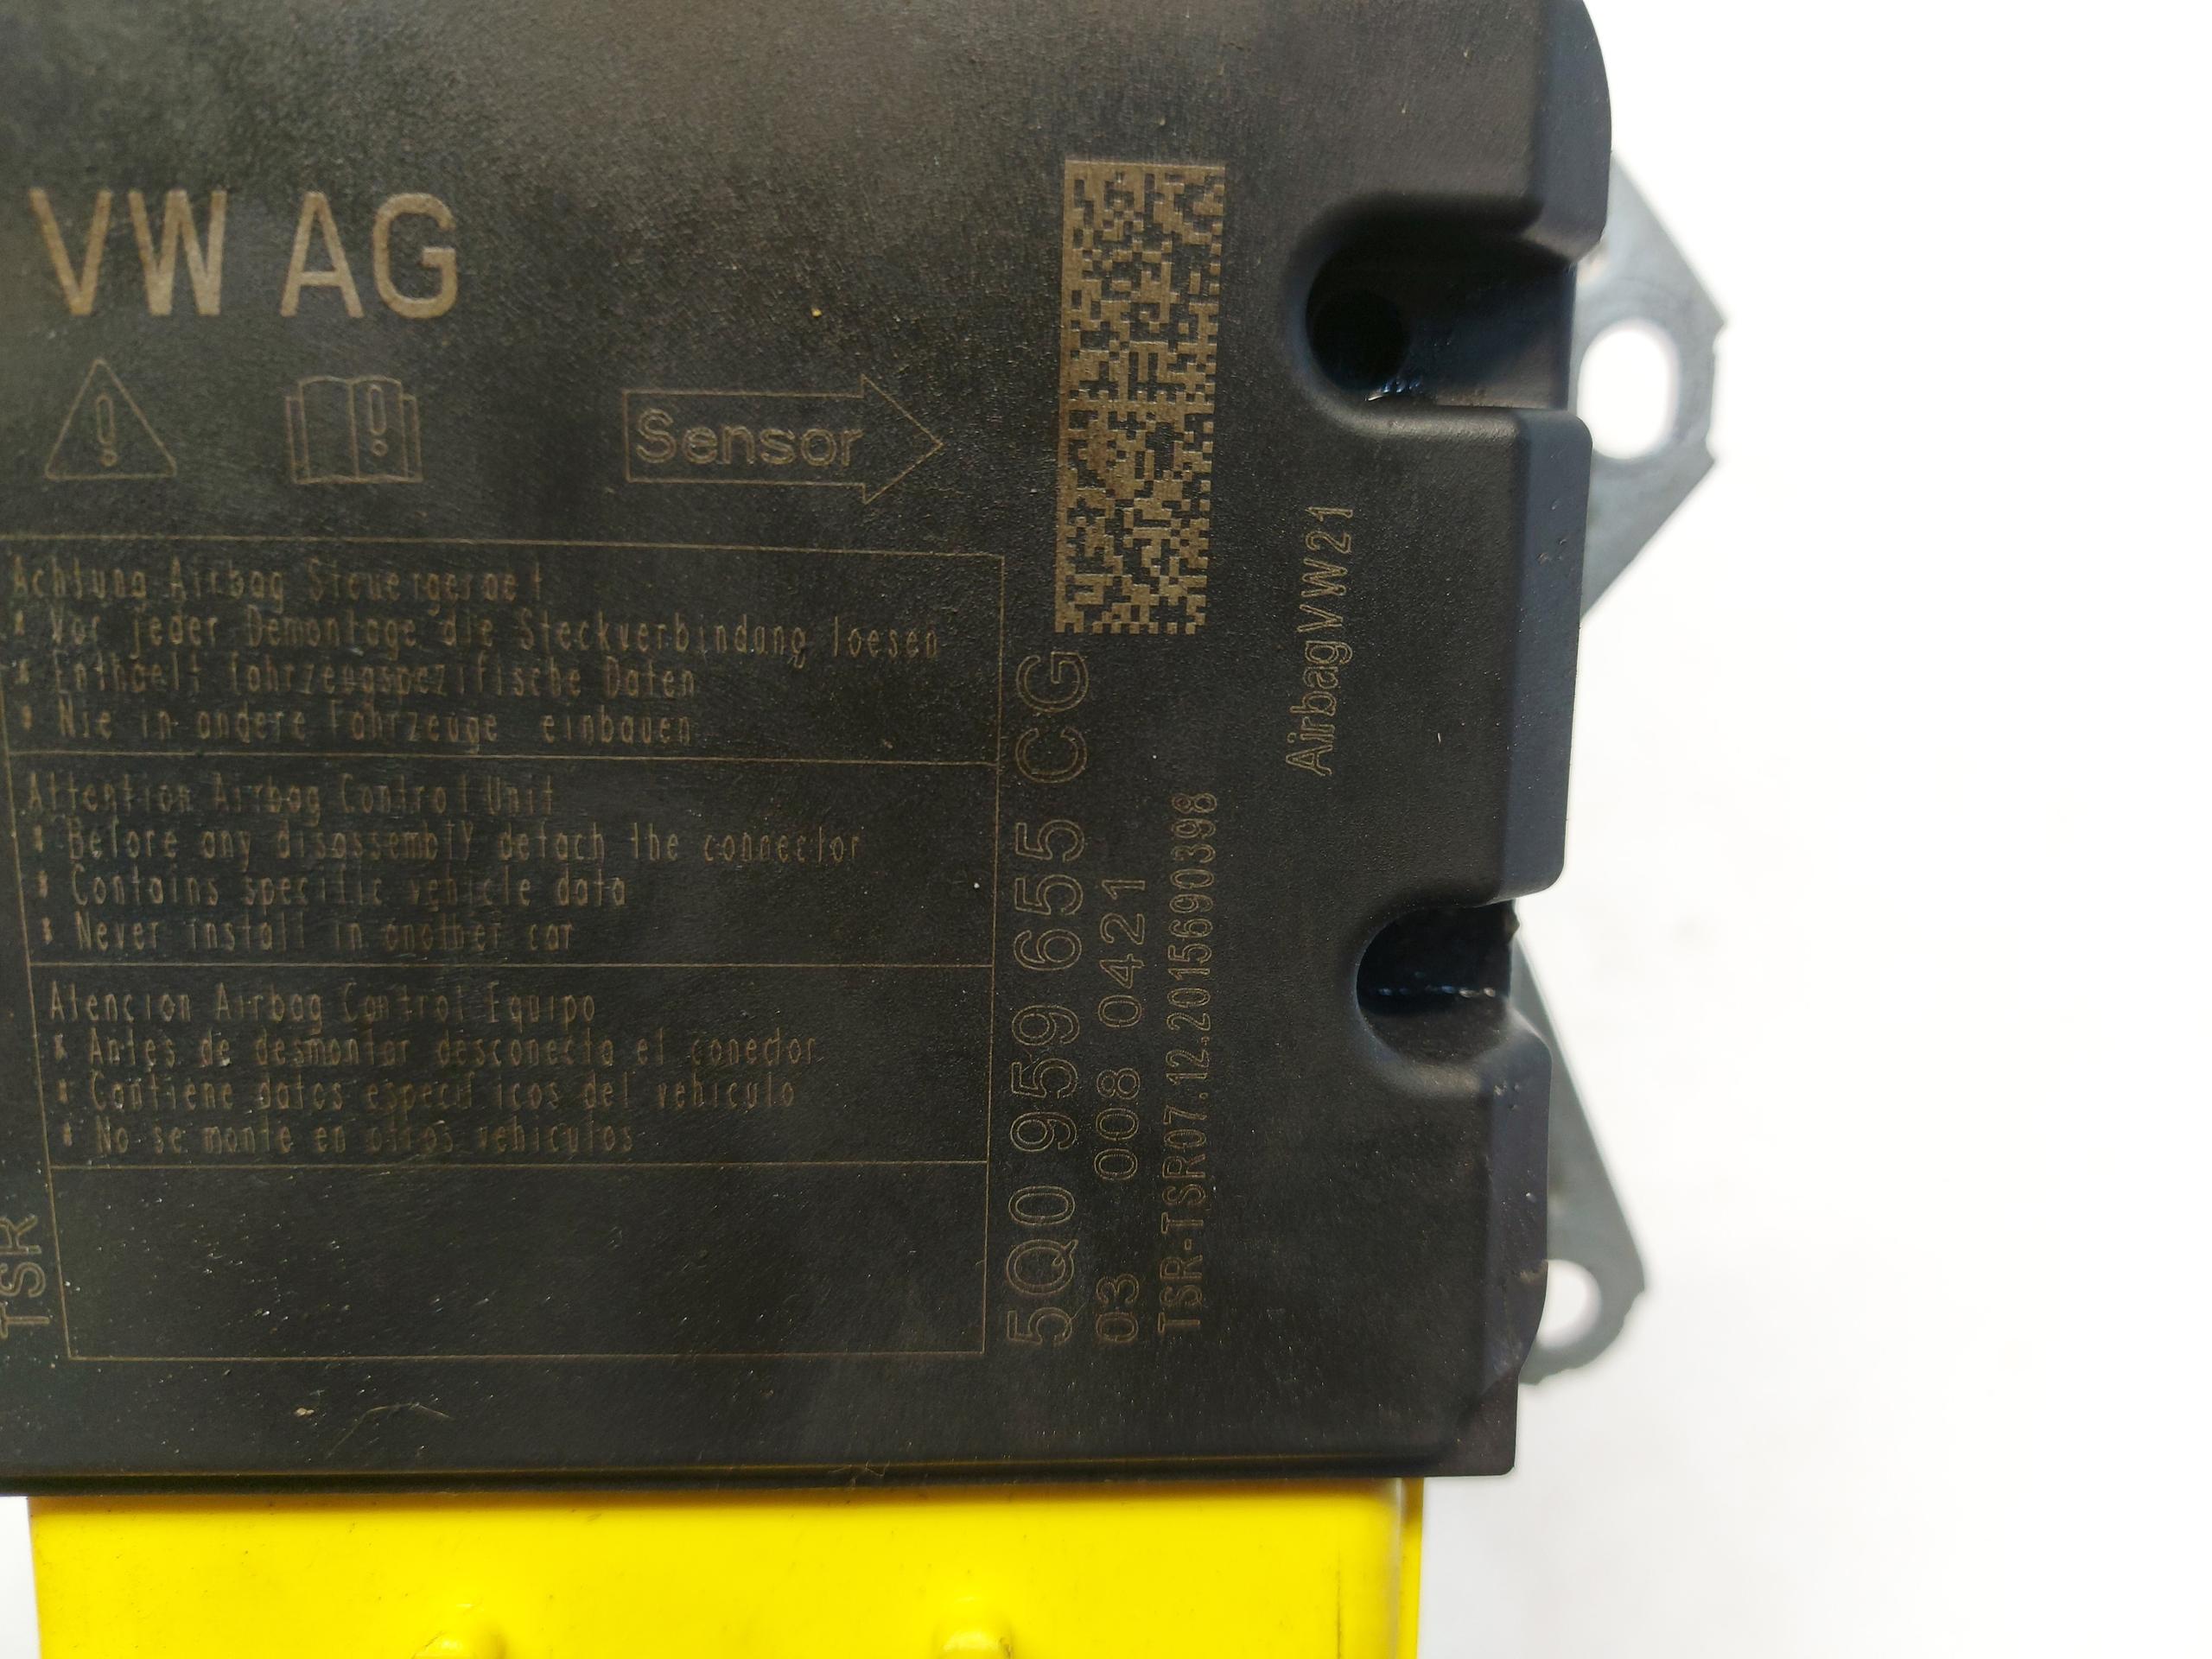 VW AG
Sensor
Achtung Airbag Steuergeraet
* Vor jeder Demontage die Steckverbindung loesen
* Enthaelt fahrzeugspezifische Daten
* Nie in andere Fahrzeuge einbauen
Attention Airbag Control Unit
* Before any disassembly detach the connector
* Contains specific vehicle data
* Never install in another car
Atencion Airbag Control Equipo
* Antes de desmontar desconecta el conector
* Contiene datos especificos del vehiculo
* No se monte en otros vehiculos
TSR
5Q0 959 655 CG
03 008 0421
TSR-TSR07.12.2015690398
AirbagVW21